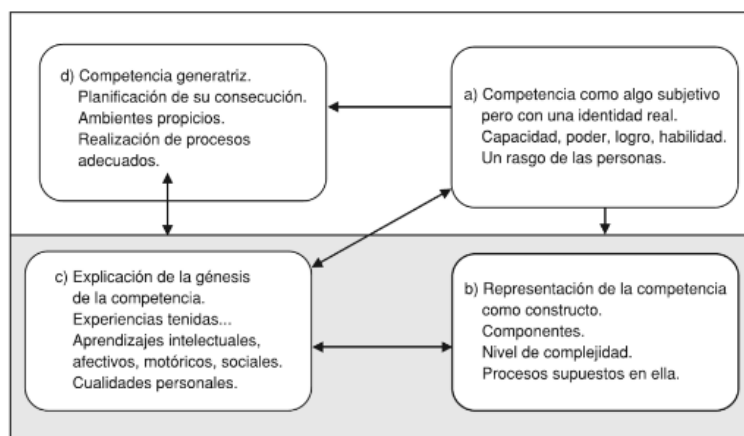 d) Competencia generatriz.
Planificación de su consecución.
Ambientes propicios.
Realización de procesos
adecuados.
a) Competencia como algo subjetivo
pero con una identidad real.
Capacidad, poder, logro, habilidad.
Un rasgo de las personas.
c) Explicación de la génesis
de la competencia.
Experiencias tenidas...
Aprendizajes intelectuales,
afectivos, motóricos, sociales.
Cualidades personales.
b) Representación de la competencia
como constructo.
Componentes.
Nivel de complejidad.
Procesos supuestos en ella.